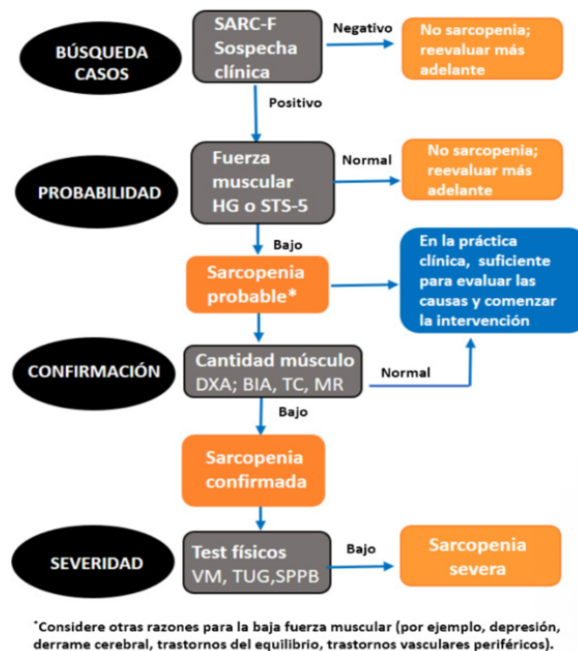 BÚSQUEDA
CASOS
SARC-F
Sospecha
clínica
Negativo
No sarcopenia;
reevaluar más
adelante
Positivo
PROBABILIDAD
Fuerza
muscular
HG o STS-5
Normal
No sarcopenia;
reevaluar más
adelante
Bajo
Sarcopenia
probable*
En la práctica
clínica, suficiente
para evaluar las
causas y comenzar
la intervención
CONFIRMACIÓN
Cantidad músculo
DXA; BIA, TC, MR
Normal
Bajo
Sarcopenia
confirmada
SEVERIDAD
Test físicos
VM, TUG,SPPB
Bajo
Sarcopenia
severa
*Considere otras razones para la baja fuerza muscular (por ejemplo, depresión,
derrame cerebral, trastornos del equilibrio, trastornos vasculares periféricos).